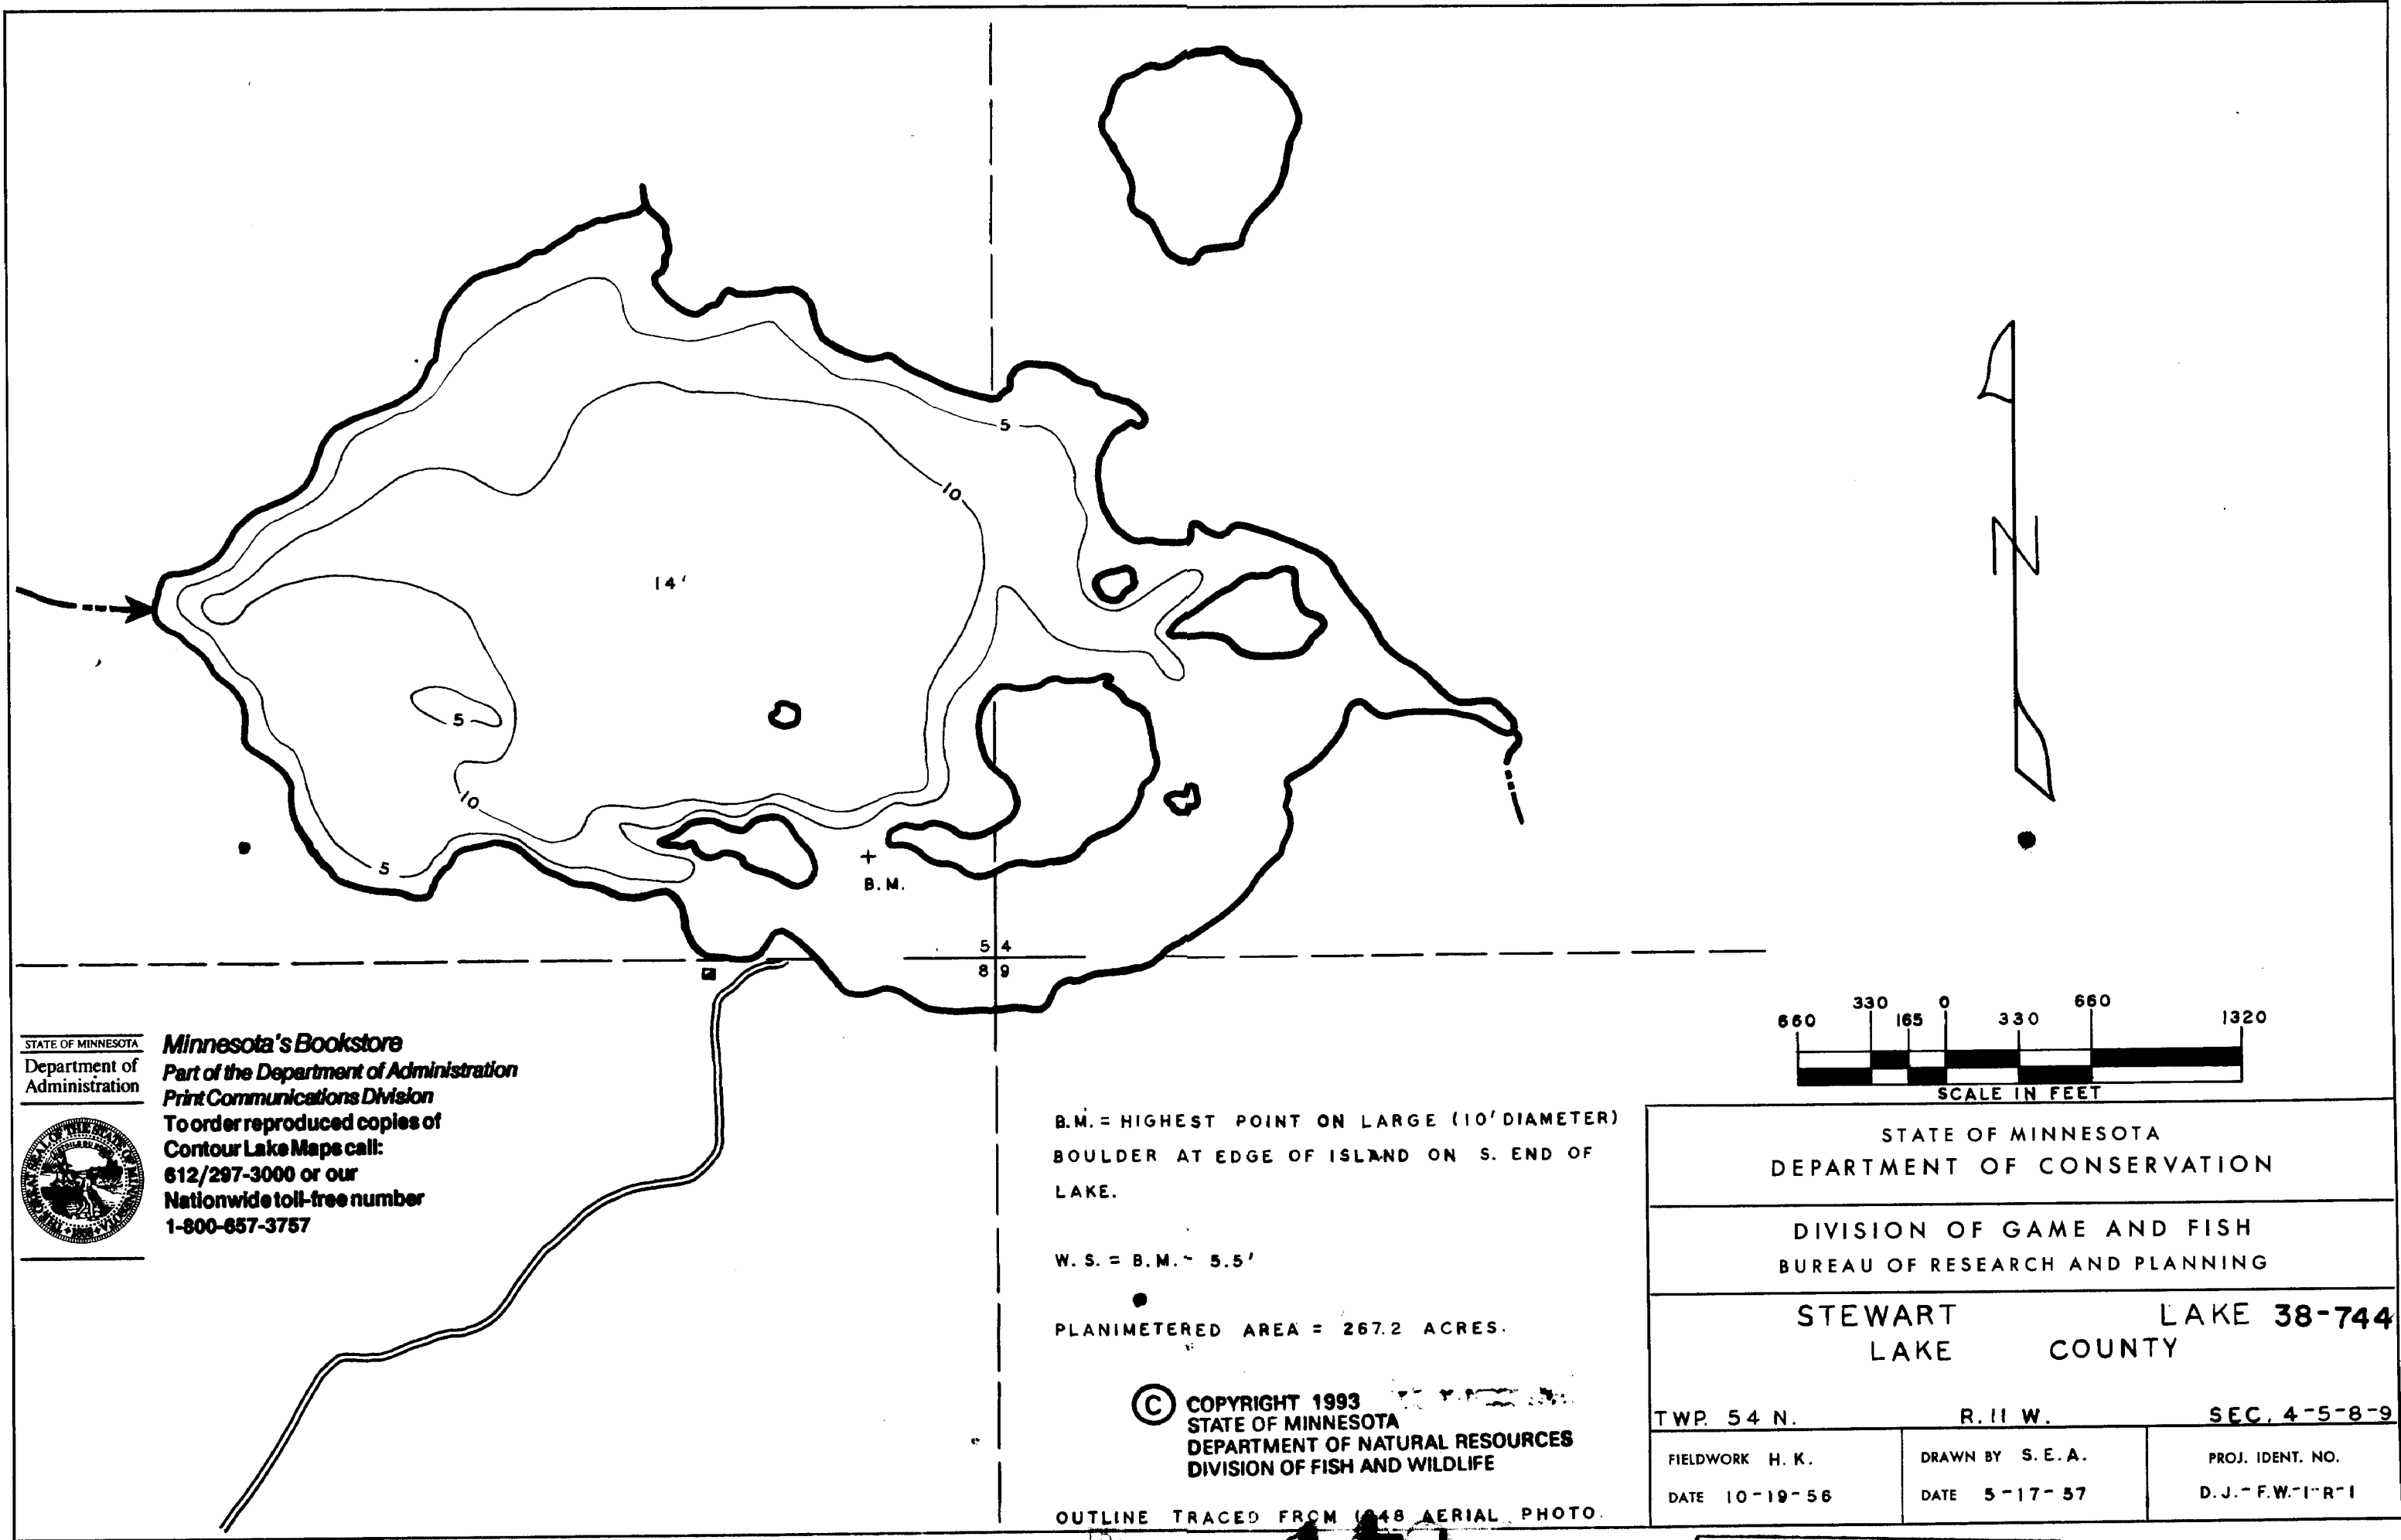 5
10
14'
5
10
5
B.M.
5 4
8 9
N
660 330 165 0 330 660 1320
SCALE IN FEET
STATE OF MINNESOTA
Department of
Administration
Minnesota's Bookstore
Part of the Department of Administration
Print Communications Division
To order reproduced copies of
Contour Lake Maps call:
612/297-3000 or our
Nationwide toll-free number
1-800-657-3757
B.M. = HIGHEST POINT ON LARGE (10' DIAMETER)
BOULDER AT EDGE OF ISLAND ON S. END OF
LAKE.
W. S. = B.M. - 5.5'
PLANIMETERED AREA = 267.2 ACRES.
© COPYRIGHT 1993
STATE OF MINNESOTA
DEPARTMENT OF NATURAL RESOURCES
DIVISION OF FISH AND WILDLIFE
OUTLINE TRACED FROM 1948 AERIAL PHOTO.
STATE OF MINNESOTA
DEPARTMENT OF CONSERVATION
DIVISION OF GAME AND FISH
BUREAU OF RESEARCH AND PLANNING
STEWART LAKE 38-744
LAKE COUNTY
TWP. 54 N. R. 11 W. SEC. 4-5-8-9
FIELDWORK H. K. DRAWN BY S. E. A. PROJ. IDENT. NO.
DATE 10-19-56 DATE 5-17-57 D. J.-F.W.-1-R-1